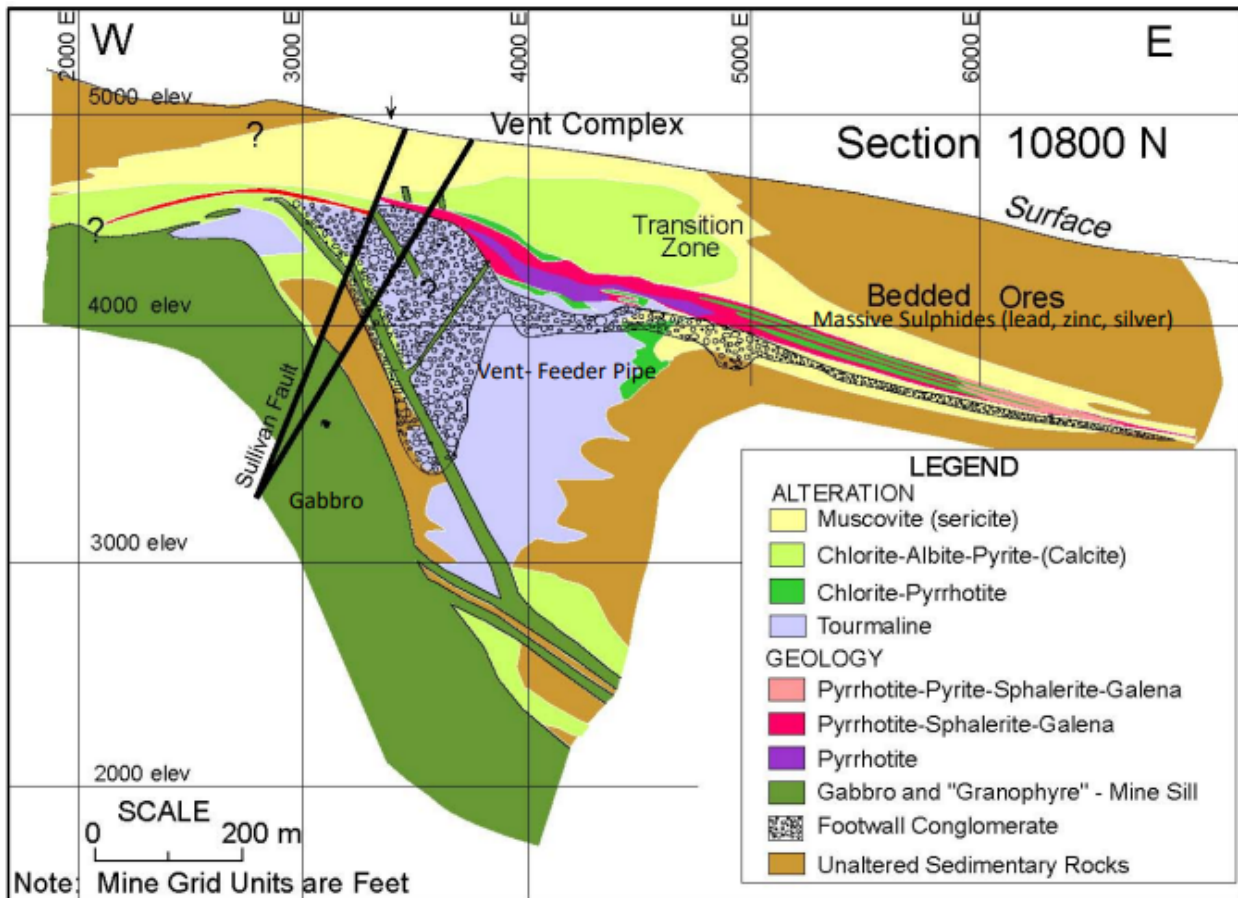 2000 E
3000 E
4000 E
5000 E
6000 E
W
E
5000 elev
Vent Complex
Section 10800 N
?
Surface
Transition
Zone
?
Bedded Ores
Massive Sulphides (lead, zinc, silver)
4000 elev
?
Vent- Feeder Pipe
Sullivan Fault
Gabbro
3000 elev
2000 elev
SCALE
0 200 m
Note: Mine Grid Units are Feet
LEGEND
ALTERATION
Muscovite (sericite)
Chlorite-Albite-Pyrite-(Calcite)
Chlorite-Pyrrhotite
Tourmaline
GEOLOGY
Pyrrhotite-Pyrite-Sphalerite-Galena
Pyrrhotite-Sphalerite-Galena
Pyrrhotite
Gabbro and "Granophyre" - Mine Sill
Footwall Conglomerate
Unaltered Sedimentary Rocks